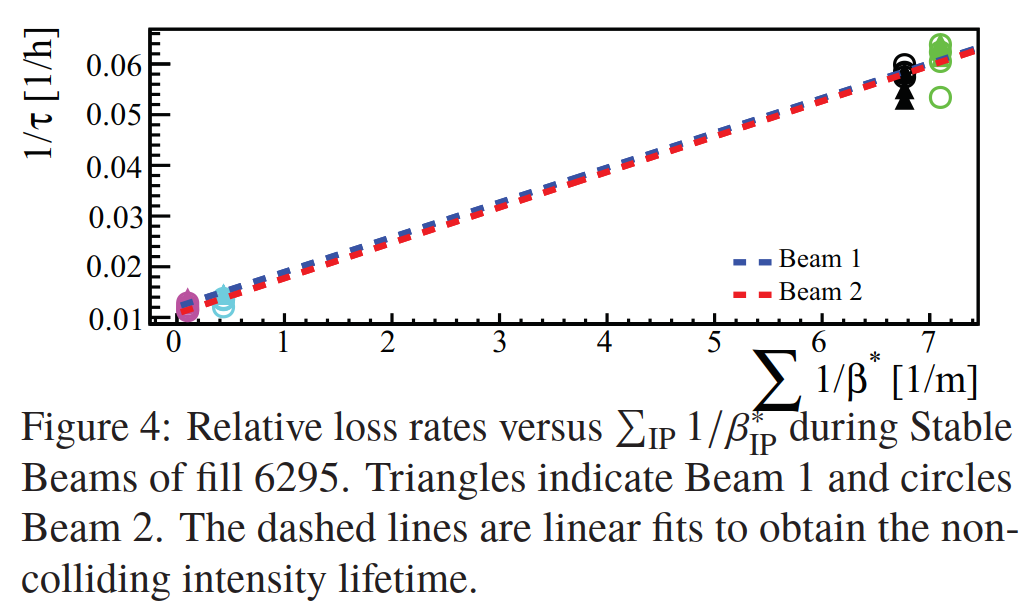 1/τ [1/h]
0.06
0.05
0.04
0.03
0.02
0.01
Beam 1
Beam 2
0 1 2 3 4 5 6 7
∑ 1/β* [1/m]
Figure 4: Relative loss rates versus ∑_IP 1/β*_IP during Stable
Beams of fill 6295. Triangles indicate Beam 1 and circles
Beam 2. The dashed lines are linear fits to obtain the non-
colliding intensity lifetime.